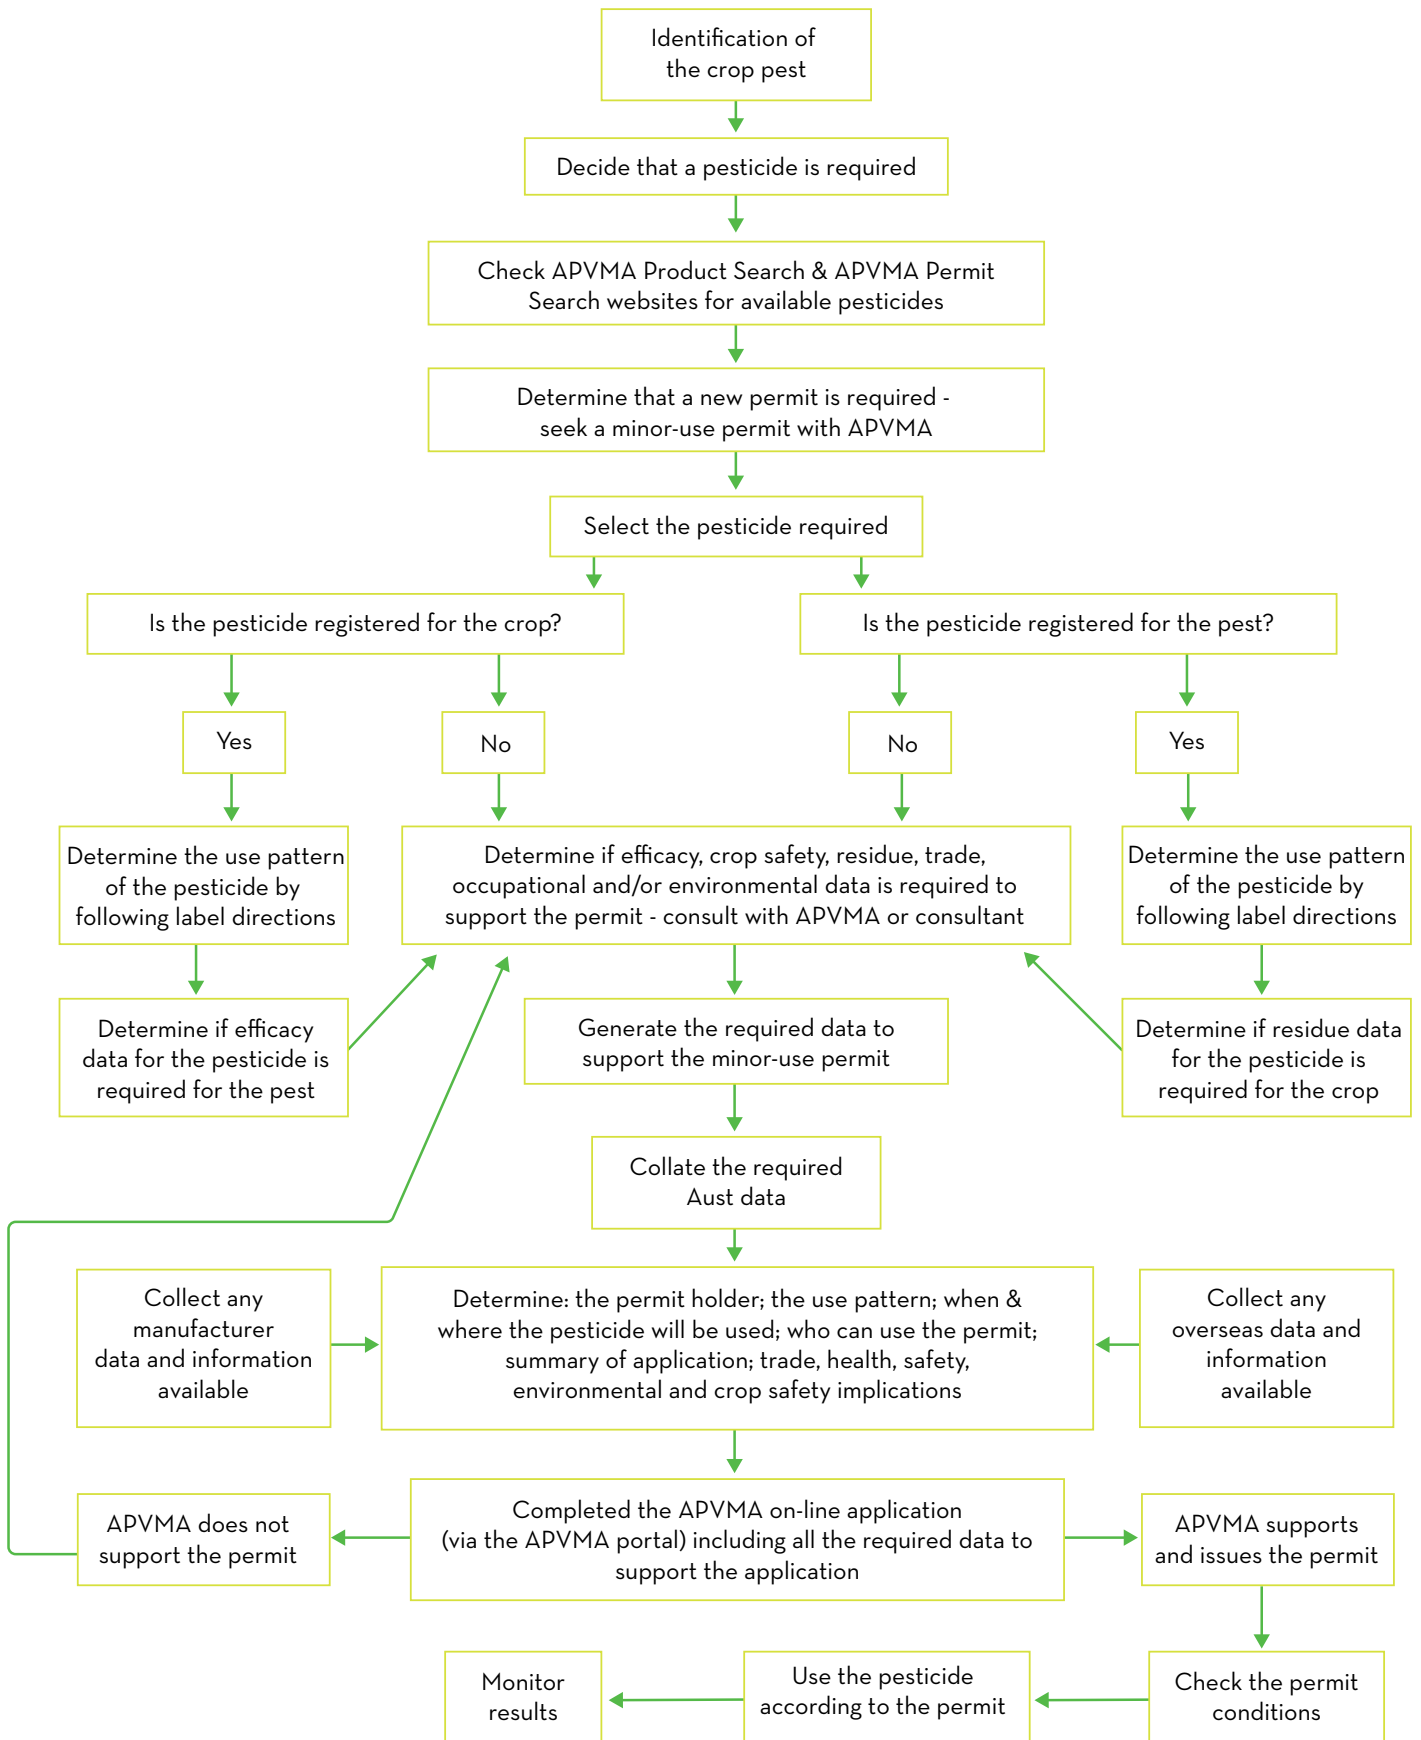 Identification of
the crop pest
Decide that a pesticide is required
Check APVMA Product Search & APVMA Permit
Search websites for available pesticides
Determine that a new permit is required -
seek a minor-use permit with APVMA
Select the pesticide required
Is the pesticide registered for the crop?
Is the pesticide registered for the pest?
Yes
No
No
Yes
Determine the use pattern
of the pesticide by
following label directions
Determine if efficacy, crop safety, residue, trade,
occupational and/or environmental data is required to
support the permit - consult with APVMA or consultant
Determine the use pattern
of the pesticide by
following label directions
Determine if efficacy
data for the pesticide is
required for the pest
Generate the required data to
support the minor-use permit
Determine if residue data
for the pesticide is
required for the crop
Collate the required
Aust data
Collect any
manufacturer
data and information
available
Determine: the permit holder; the use pattern; when &
where the pesticide will be used; who can use the permit;
summary of application; trade, health, safety,
environmental and crop safety implications
Collect any
overseas data and
information
available
APVMA does not
support the permit
Completed the APVMA on-line application
(via the APVMA portal) including all the required data to
support the application
APVMA supports
and issues the permit
Monitor
results
Use the pesticide
according to the permit
Check the permit
conditions